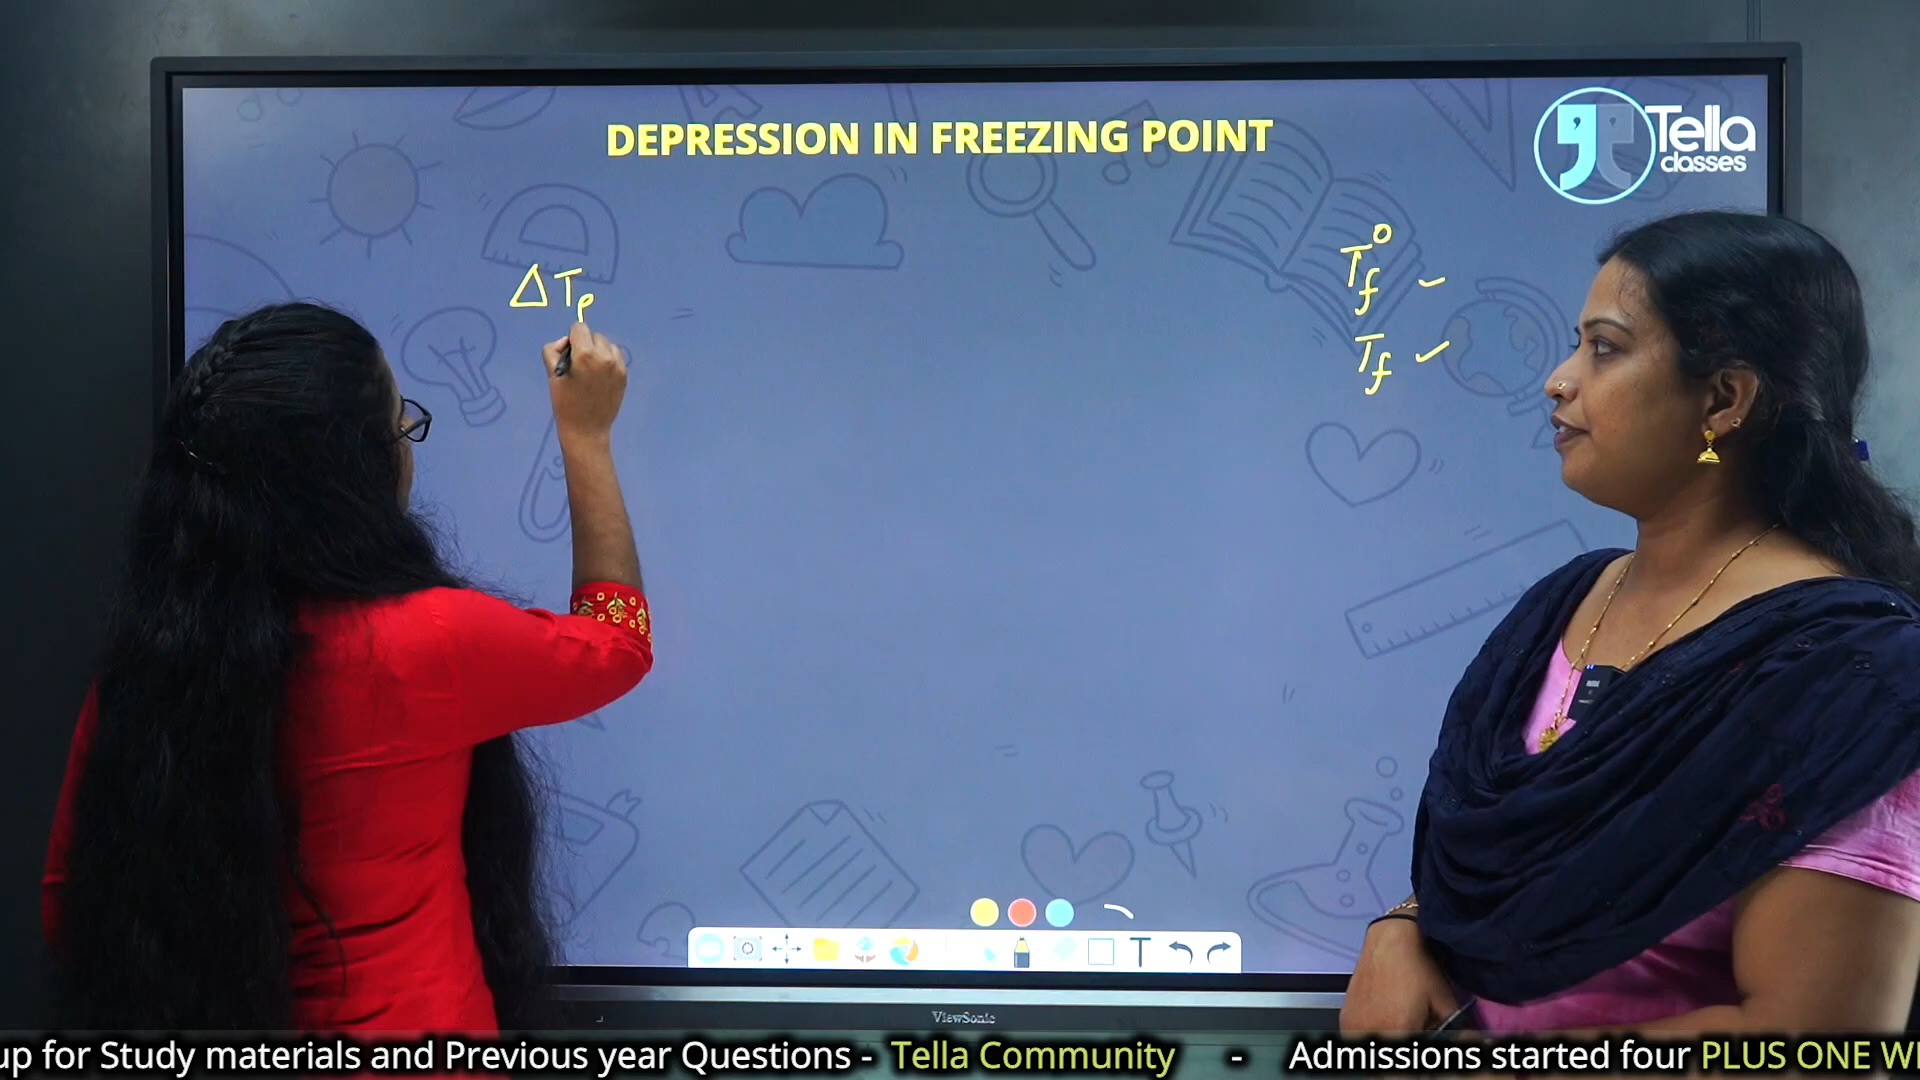 DEPRESSION IN FREEZING POINT
Tella
classes
T°f -
ΔTf
Tf ✓
ViewSonic
up for Study materials and Previous year Questions - Tella Community - Admissions started four PLUS ONE